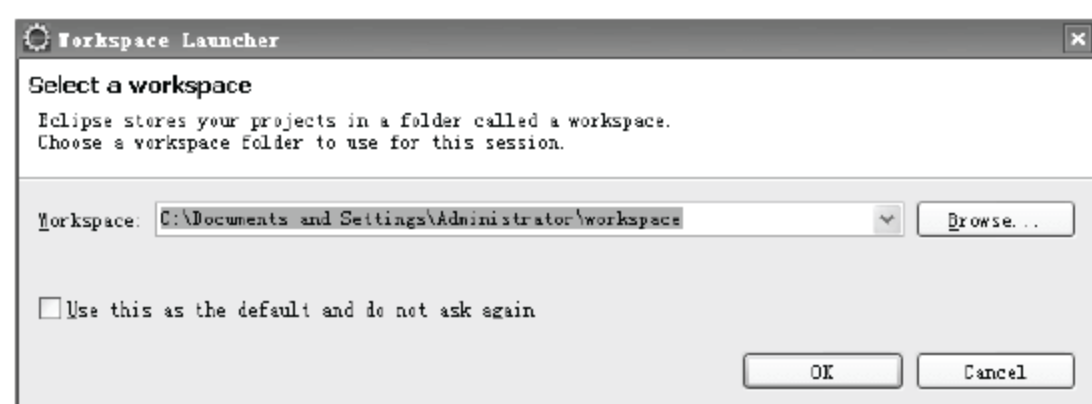 Workspace Launcher
Select a workspace
Eclipse stores your projects in a folder called a workspace.
Choose a workspace folder to use for this session.
Workspace: C:\Documents and Settings\Administrator\workspace Browse...
Use this as the default and do not ask again
OK Cancel